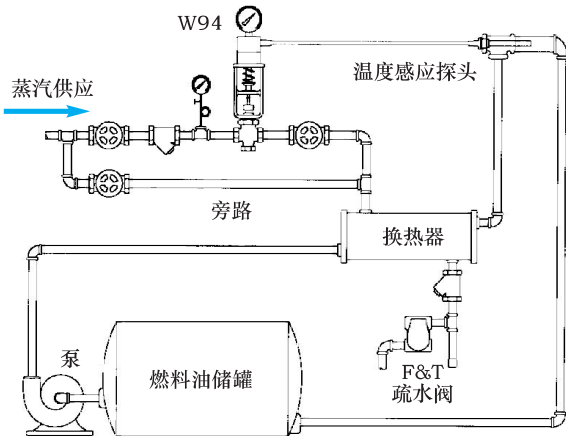 W94
蒸汽供应
温度感应探头
旁路
换热器
泵
燃料油储罐
F&T
疏水阀